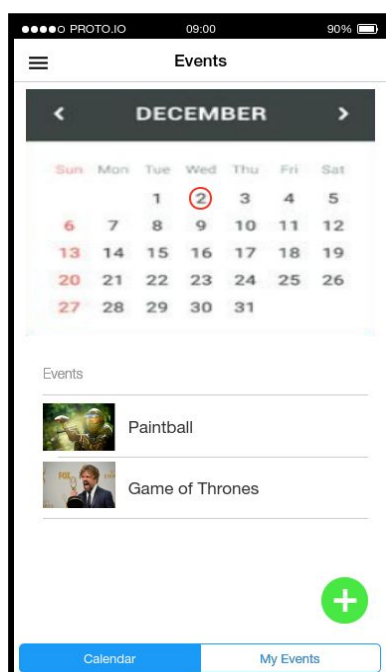 PROTO.IO 09:00 90%
Events
< DECEMBER >
Sun Mon Tue Wed Thu Fri Sat
1 2 3 4 5
6 7 8 9 10 11 12
13 14 15 16 17 18 19
20 21 22 23 24 25 26
27 28 29 30 31
Events
Paintball
FOX
Game of Thrones
+
Calendar My Events